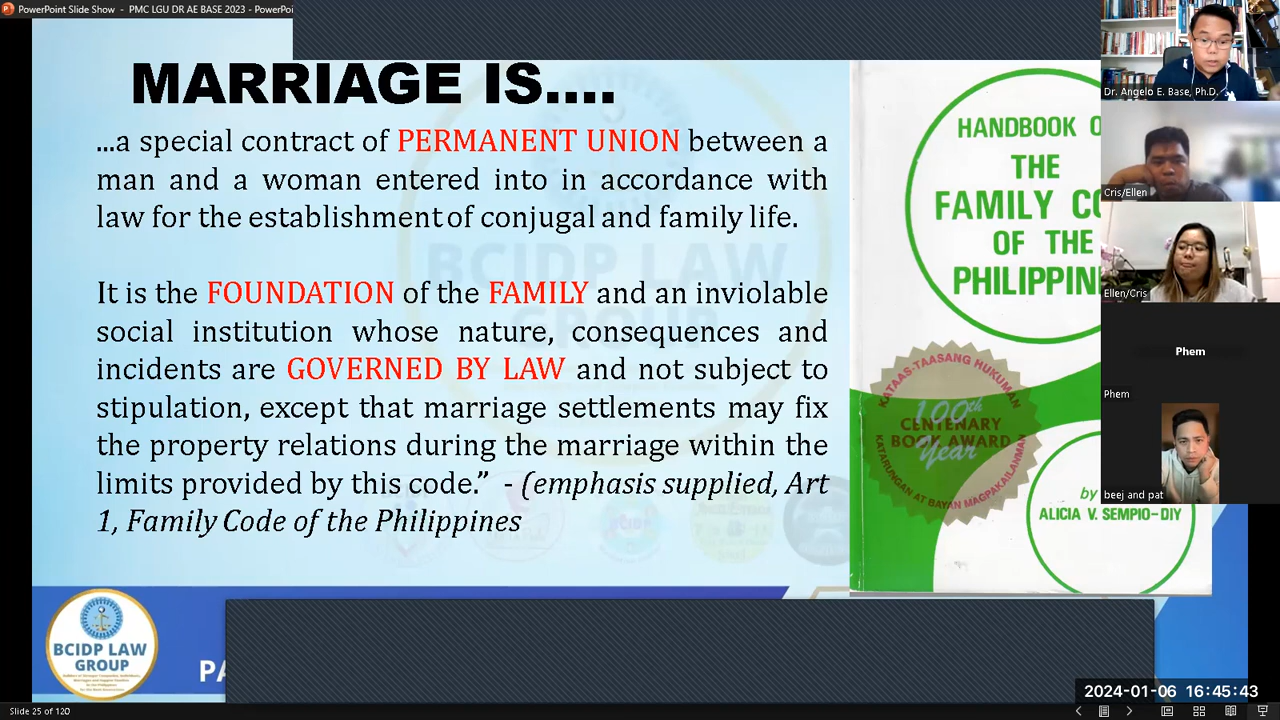 PowerPoint Slide Show - PMC LGU DR AE BASE 2023 - PowerPoi
MARRIAGE IS....
...a special contract of PERMANENT UNION between a
man and a woman entered into in accordance with
law for the establishment of conjugal and family life.
It is the FOUNDATION of the FAMILY and an inviolable
social institution whose nature, consequences and
incidents are GOVERNED BY LAW and not subject to
stipulation, except that marriage settlements may fix
the property relations during the marriage within the
limits provided by this code.” - (emphasis supplied, Art
1, Family Code of the Philippines
HANDBOOK O
THE
FAMILY CO
OF THE
PHILIPPIN
KATAAS-TAASANG HUKUMAN
100th
CENTENARY
BOOK AWARD
Year
KATARUNGAN AT BAYAN MAGPAKAILANMAN
by
ALICIA V. SEMPIO-DIY
Dr. Angelo E. Base, Ph.D.
Cris/Ellen
Ellen/Cris
Phem
Phem
beej and pat
BCIDP LAW
GROUP
BCIDP LAW
GROUP
PA
2024-01-06 16:45:43
Slide 25 of 120